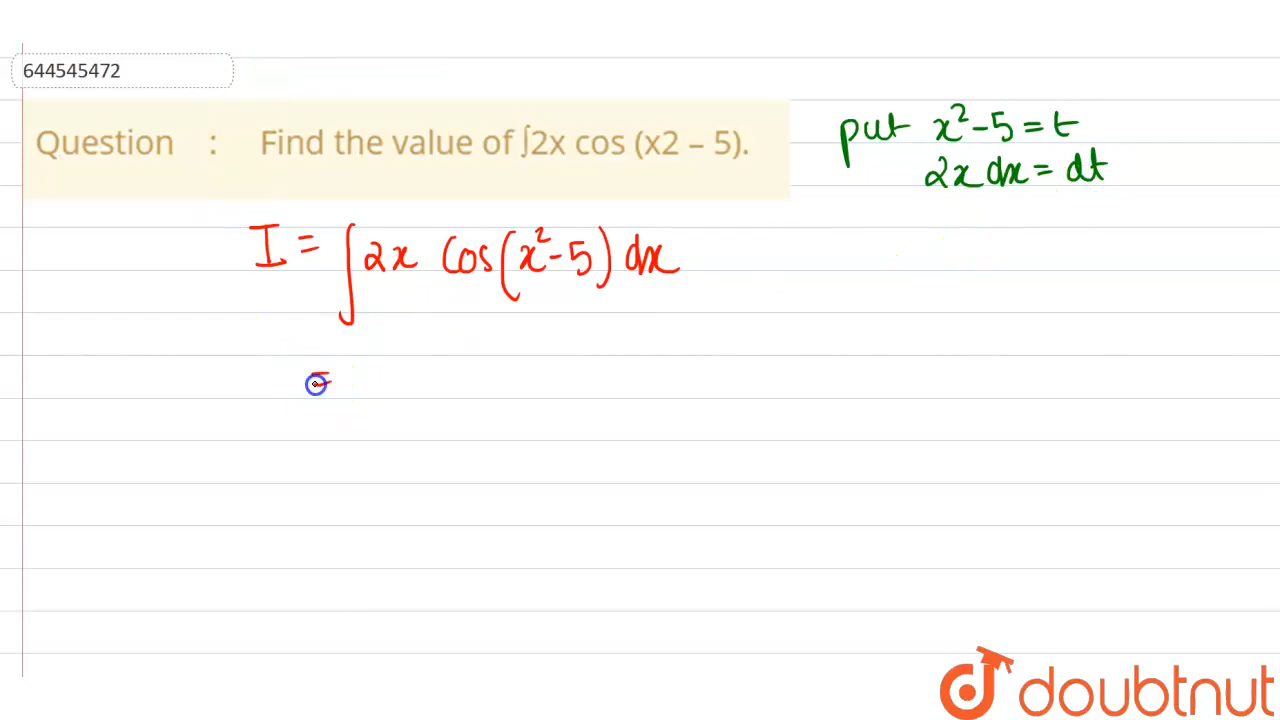 644545472
Question : Find the value of ∫2x cos (x2 – 5).
put x²-5=t
2x dx = dt
I = ∫ 2x cos(x²-5) dx
=
doubtnut